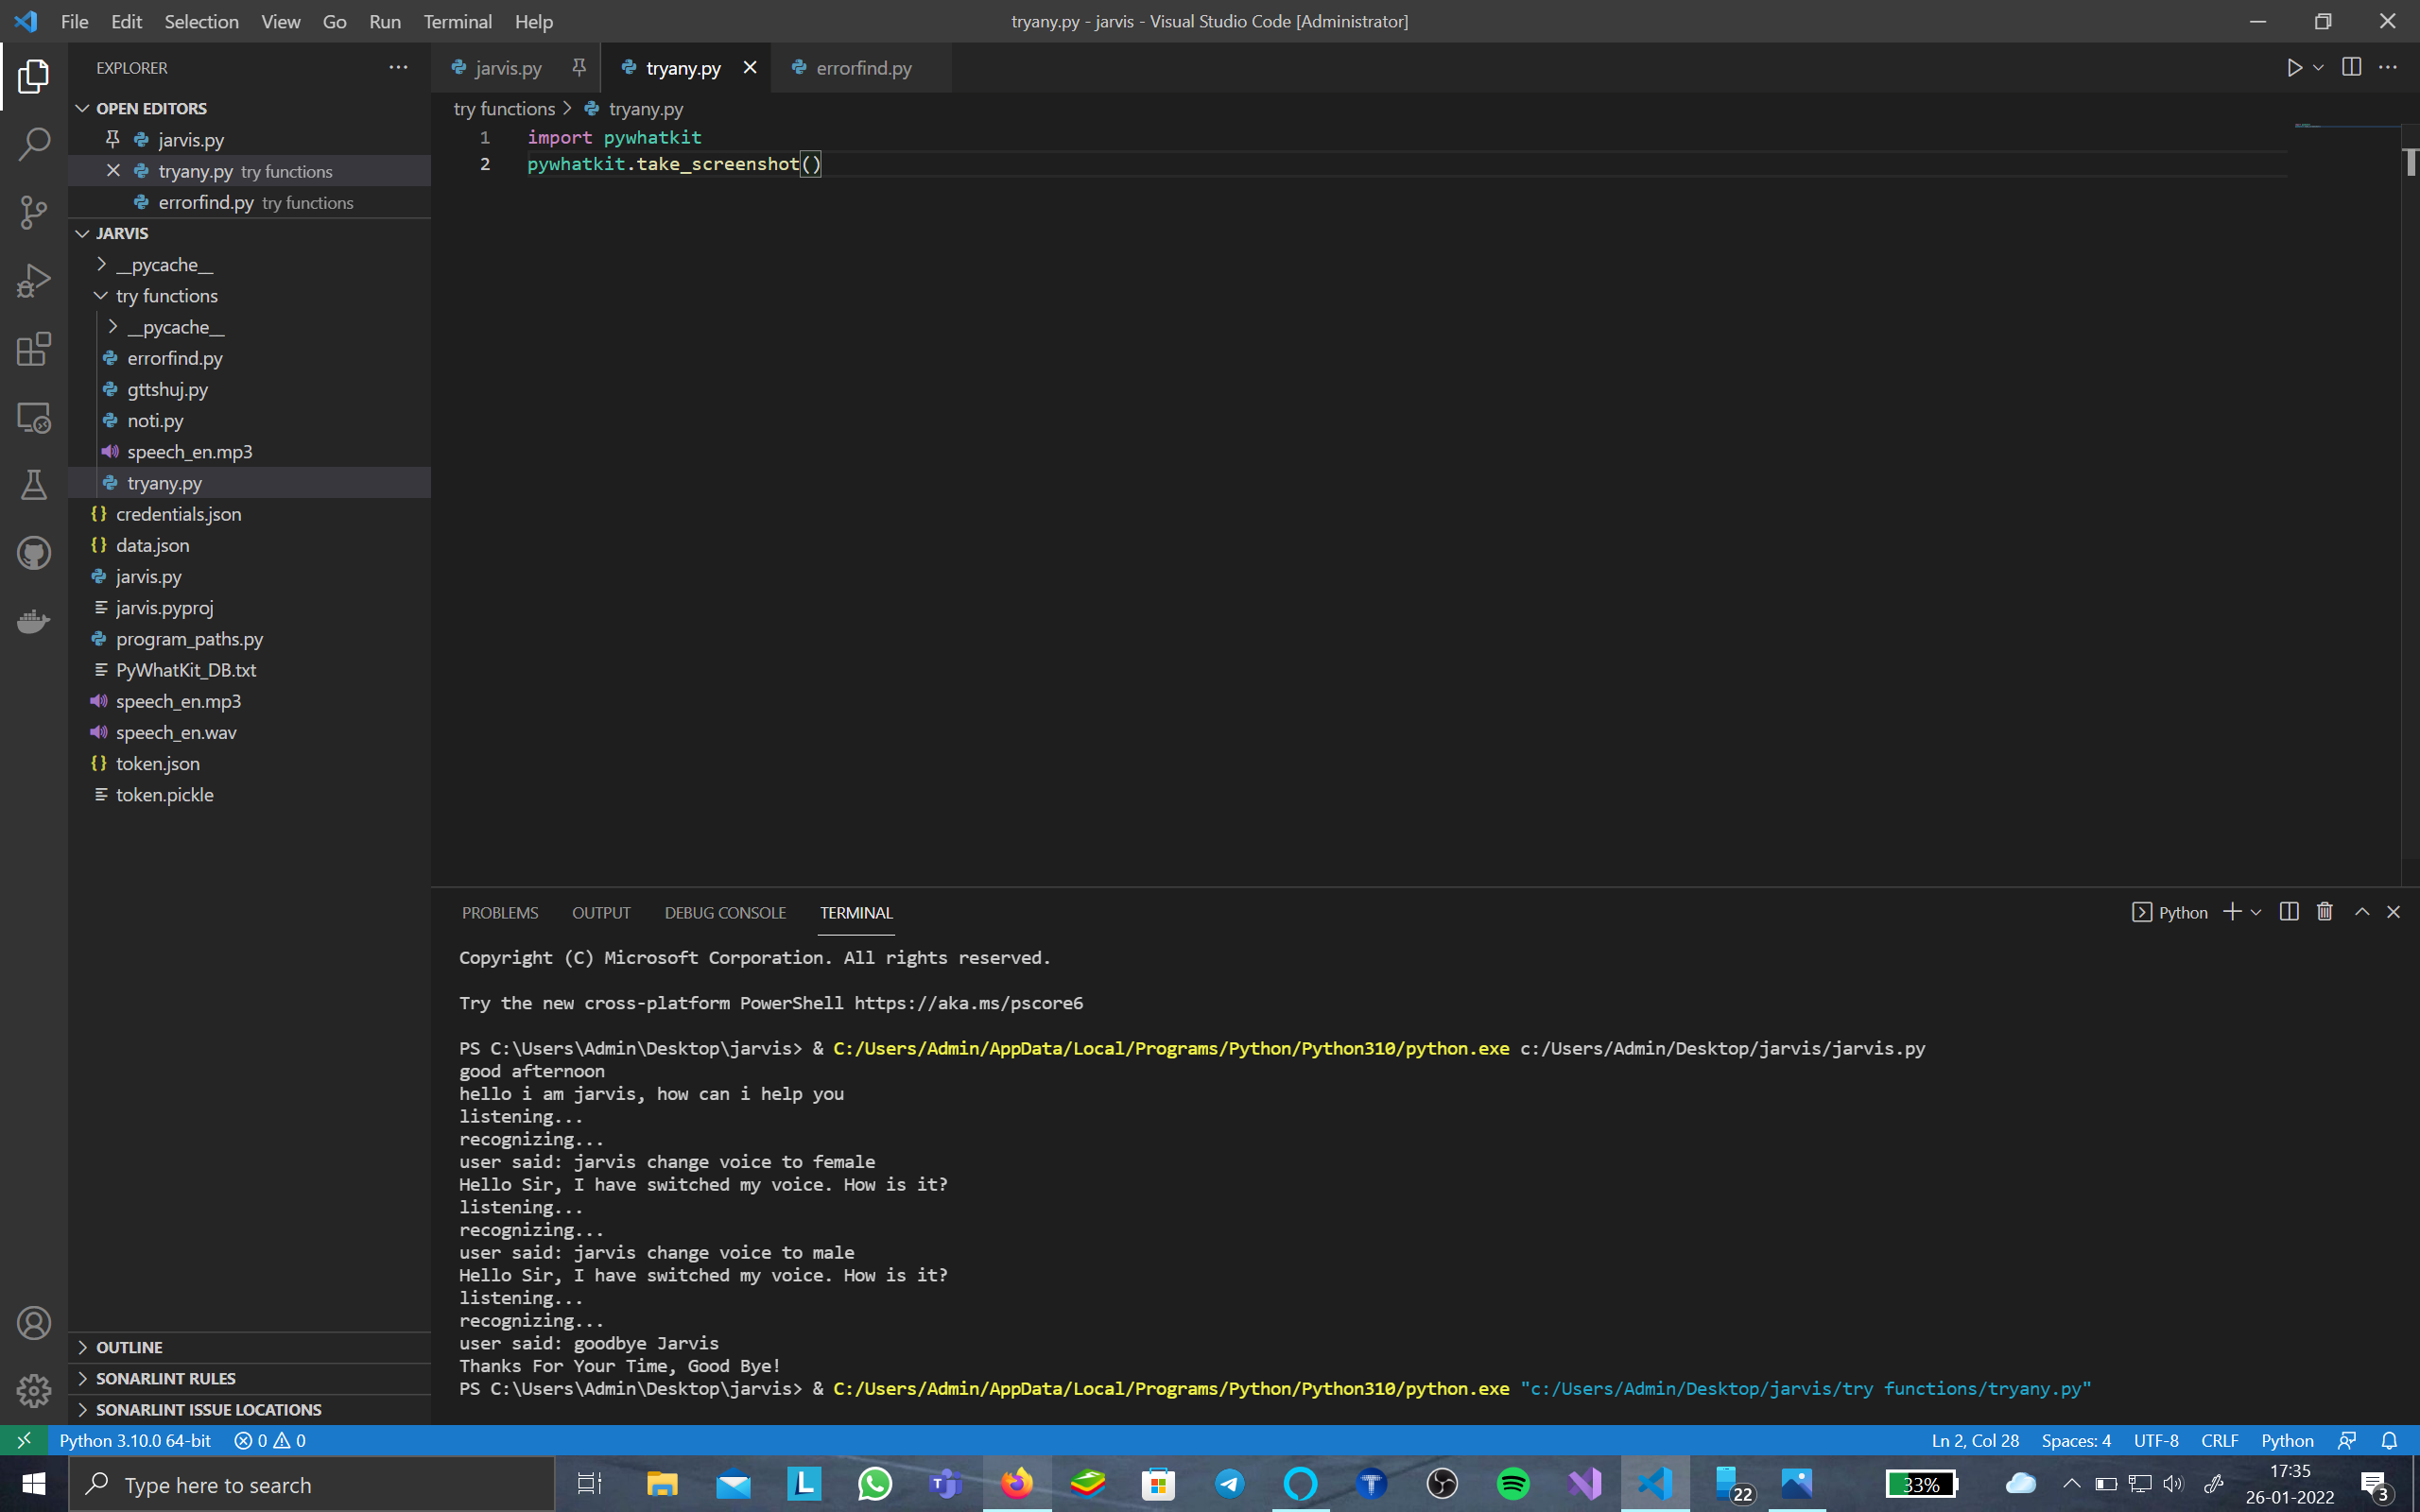 File Edit Selection View Go Run Terminal Help
tryany.py - jarvis - Visual Studio Code [Administrator]
EXPLORER
OPEN EDITORS
jarvis.py
tryany.py try functions
errorfind.py try functions
JARVIS
__pycache__
try functions
__pycache__
errorfind.py
gttshuj.py
noti.py
speech_en.mp3
tryany.py
credentials.json
data.json
jarvis.py
jarvis.pyproj
program_paths.py
PyWhatKit_DB.txt
speech_en.mp3
speech_en.wav
token.json
token.pickle
OUTLINE
SONARLINT RULES
SONARLINT ISSUE LOCATIONS
jarvis.py tryany.py errorfind.py
try functions > tryany.py
1 import pywhatkit
2 pywhatkit.take_screenshot()
PROBLEMS OUTPUT DEBUG CONSOLE TERMINAL
Python
Copyright (C) Microsoft Corporation. All rights reserved.
Try the new cross-platform PowerShell https://aka.ms/pscore6
PS C:\Users\Admin\Desktop\jarvis> & C:/Users/Admin/AppData/Local/Programs/Python/Python310/python.exe c:/Users/Admin/Desktop/jarvis/jarvis.py
good afternoon
hello i am jarvis, how can i help you
listening...
recognizing...
user said: jarvis change voice to female
Hello Sir, I have switched my voice. How is it?
listening...
recognizing...
user said: jarvis change voice to male
Hello Sir, I have switched my voice. How is it?
listening...
recognizing...
user said: goodbye Jarvis
Thanks For Your Time, Good Bye!
PS C:\Users\Admin\Desktop\jarvis> & C:/Users/Admin/AppData/Local/Programs/Python/Python310/python.exe "c:/Users/Admin/Desktop/jarvis/try functions/tryany.py"
Python 3.10.0 64-bit 0 0
Ln 2, Col 28 Spaces: 4 UTF-8 CRLF Python
Type here to search
22
33%
17:35
26-01-2022
3